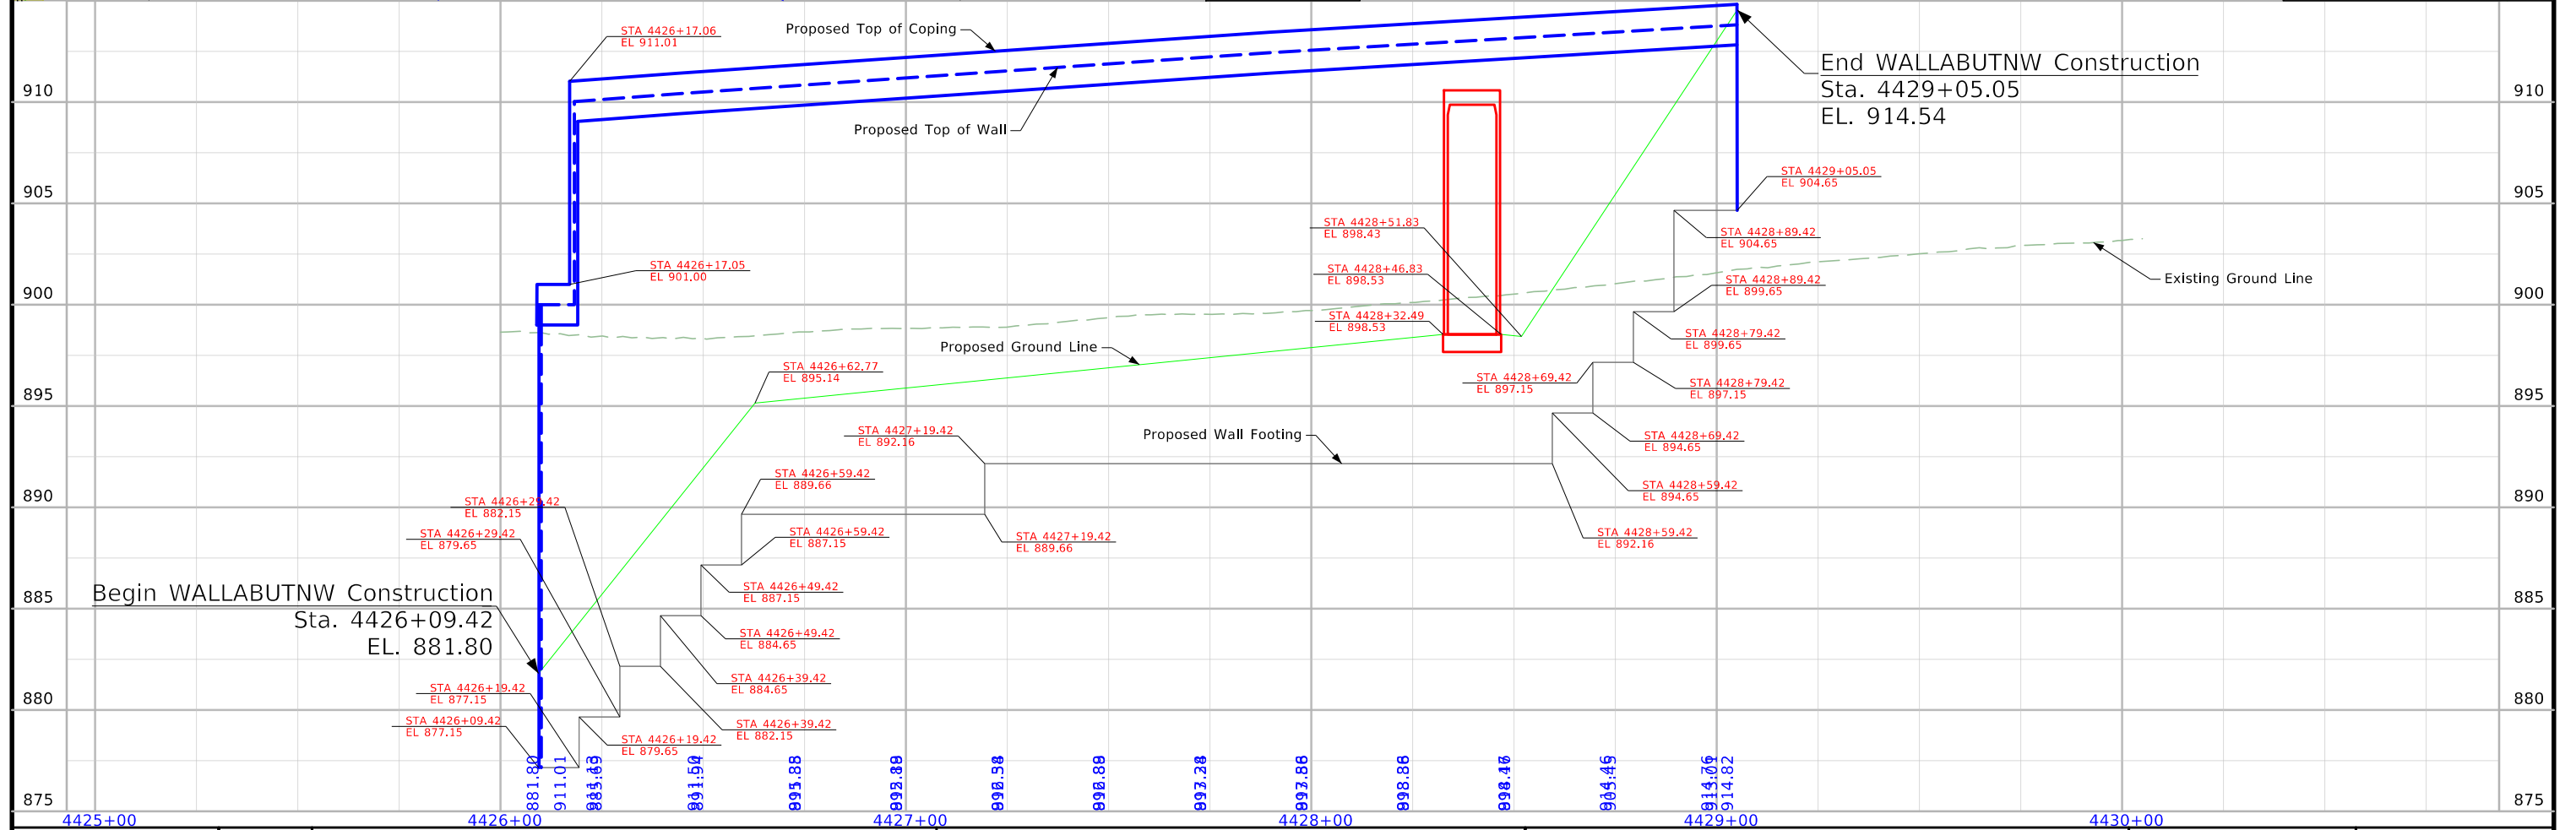 STA 4426+17.06
EL 911.01
Proposed Top of Coping
End WALLABUTNW Construction
Sta. 4429+05.05
EL. 914.54
910
910
Proposed Top of Wall
STA 4429+05.05
EL 904.65
905
905
STA 4428+51.83
EL 898.43
STA 4428+89.42
EL 904.65
STA 4426+17.05
EL 901.00
STA 4428+46.83
EL 898.53
Existing Ground Line
STA 4428+89.42
EL 899.65
900
900
STA 4428+32.49
EL 898.53
STA 4428+79.42
EL 899.65
Proposed Ground Line
STA 4426+62.77
EL 895.14
STA 4428+69.42
EL 897.15
STA 4428+79.42
EL 897.15
895
895
STA 4427+19.42
EL 892.16
Proposed Wall Footing
STA 4428+69.42
EL 894.65
STA 4426+59.42
EL 889.66
STA 4428+59.42
EL 894.65
890
890
STA 4426+29.42
EL 882.15
STA 4426+29.42
EL 879.65
STA 4426+59.42
EL 887.15
STA 4427+19.42
EL 889.66
STA 4428+59.42
EL 892.16
Begin WALLABUTNW Construction
Sta. 4426+09.42
EL. 881.80
STA 4426+49.42
EL 887.15
885
885
STA 4426+49.42
EL 884.65
STA 4426+39.42
EL 884.65
STA 4426+19.42
EL 877.15
880
880
STA 4426+09.42
EL 877.15
STA 4426+39.42
EL 882.15
STA 4426+19.42
EL 879.65
881.80
911.01
914.82
875
875
4425+00
4426+00
4427+00
4428+00
4429+00
4430+00